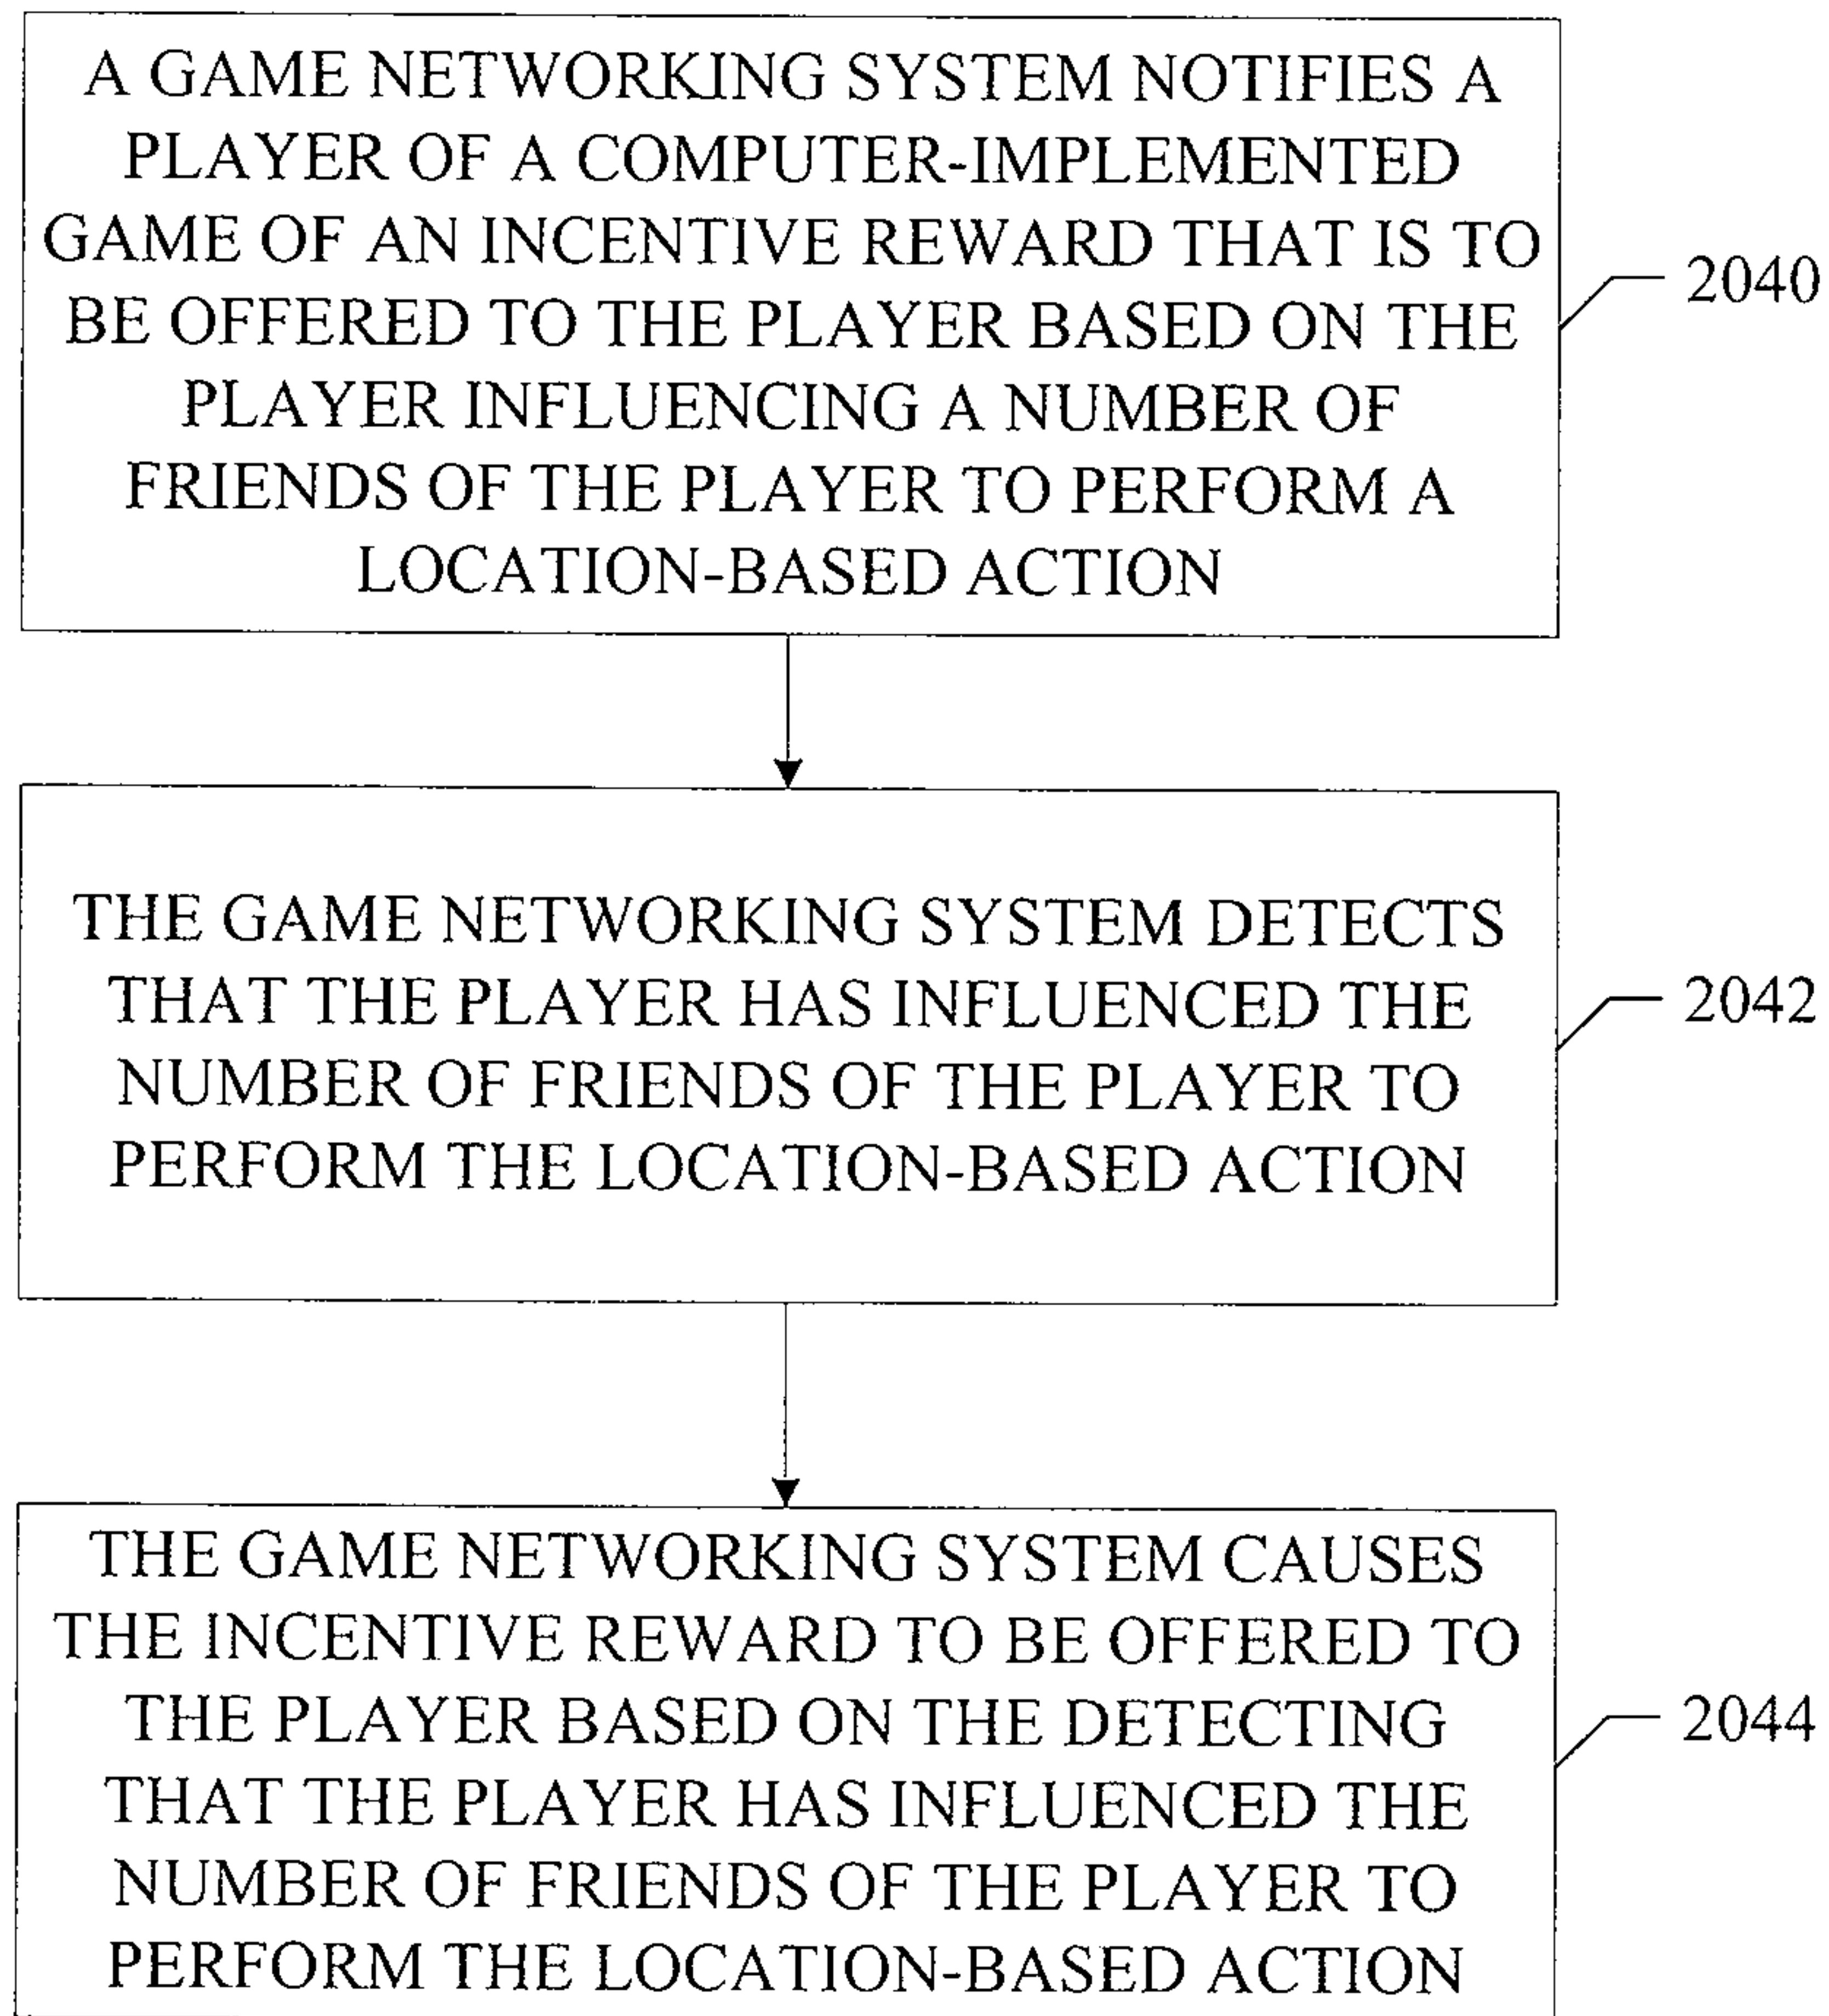 A GAME NETWORKING SYSTEM NOTIFIES A
PLAYER OF A COMPUTER-IMPLEMENTED
GAME OF AN INCENTIVE REWARD THAT IS TO
BE OFFERED TO THE PLAYER BASED ON THE
PLAYER INFLUENCING A NUMBER OF
FRIENDS OF THE PLAYER TO PERFORM A
LOCATION-BASED ACTION
2040
THE GAME NETWORKING SYSTEM DETECTS
THAT THE PLAYER HAS INFLUENCED THE
NUMBER OF FRIENDS OF THE PLAYER TO
PERFORM THE LOCATION-BASED ACTION
2042
THE GAME NETWORKING SYSTEM CAUSES
THE INCENTIVE REWARD TO BE OFFERED TO
THE PLAYER BASED ON THE DETECTING
THAT THE PLAYER HAS INFLUENCED THE
NUMBER OF FRIENDS OF THE PLAYER TO
PERFORM THE LOCATION-BASED ACTION
2044